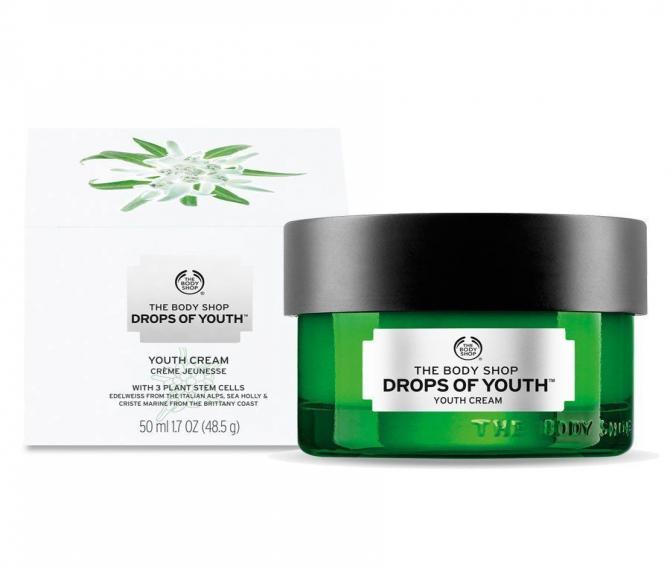 THE
BODY
SHOP®
THE BODY SHOP
DROPS OF YOUTH™
YOUTH CREAM
CRÈME JEUNESSE
WITH 3 PLANT STEM CELLS
EDELWEISS FROM THE ITALIAN ALPS, SEA HOLLY &
CRISTE MARINE FROM THE BRITTANY COAST
50 ml 1.7 OZ (48.5 g)
THE
BODY
SHOP®
THE BODY SHOP
DROPS OF YOUTH™
YOUTH CREAM
THE BODY SHOP